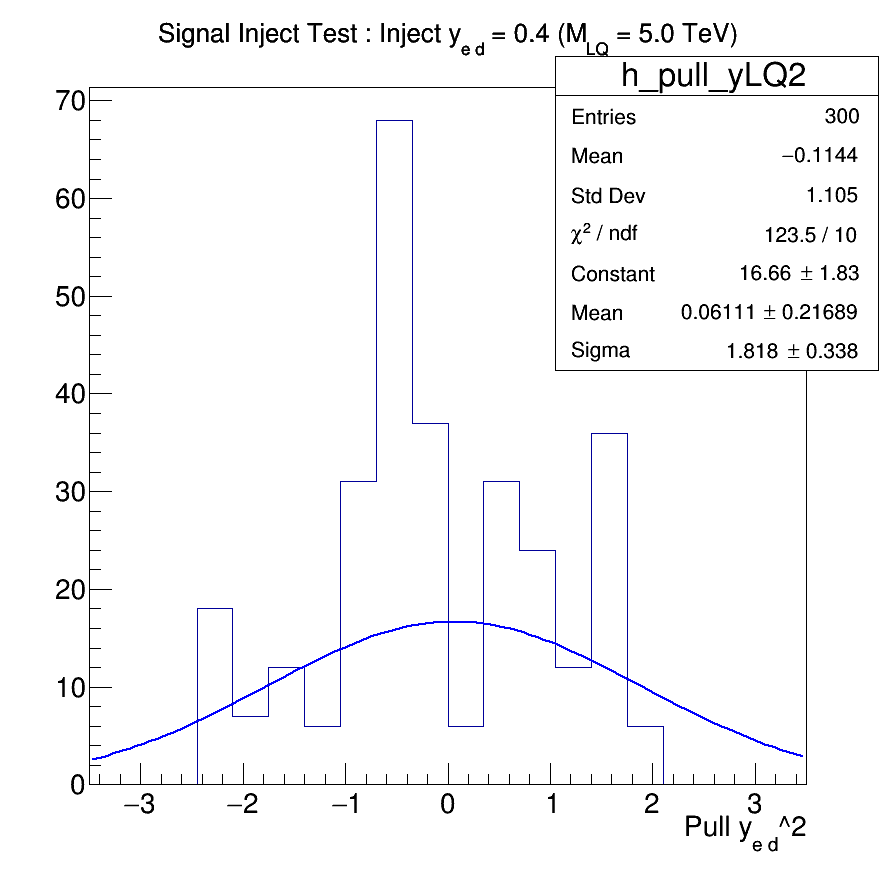 Signal Inject Test : Inject y_{e d} = 0.4 (M_{LQ} = 5.0 TeV)
h_pull_yLQ2
Entries 300
Mean −0.1144
Std Dev 1.105
χ² / ndf 123.5 / 10
Constant 16.66 ± 1.83
Mean 0.06111 ± 0.21689
Sigma 1.818 ± 0.338
70
60
50
40
30
20
10
0
−3 −2 −1 0 1 2 3
Pull y_{e d}^2